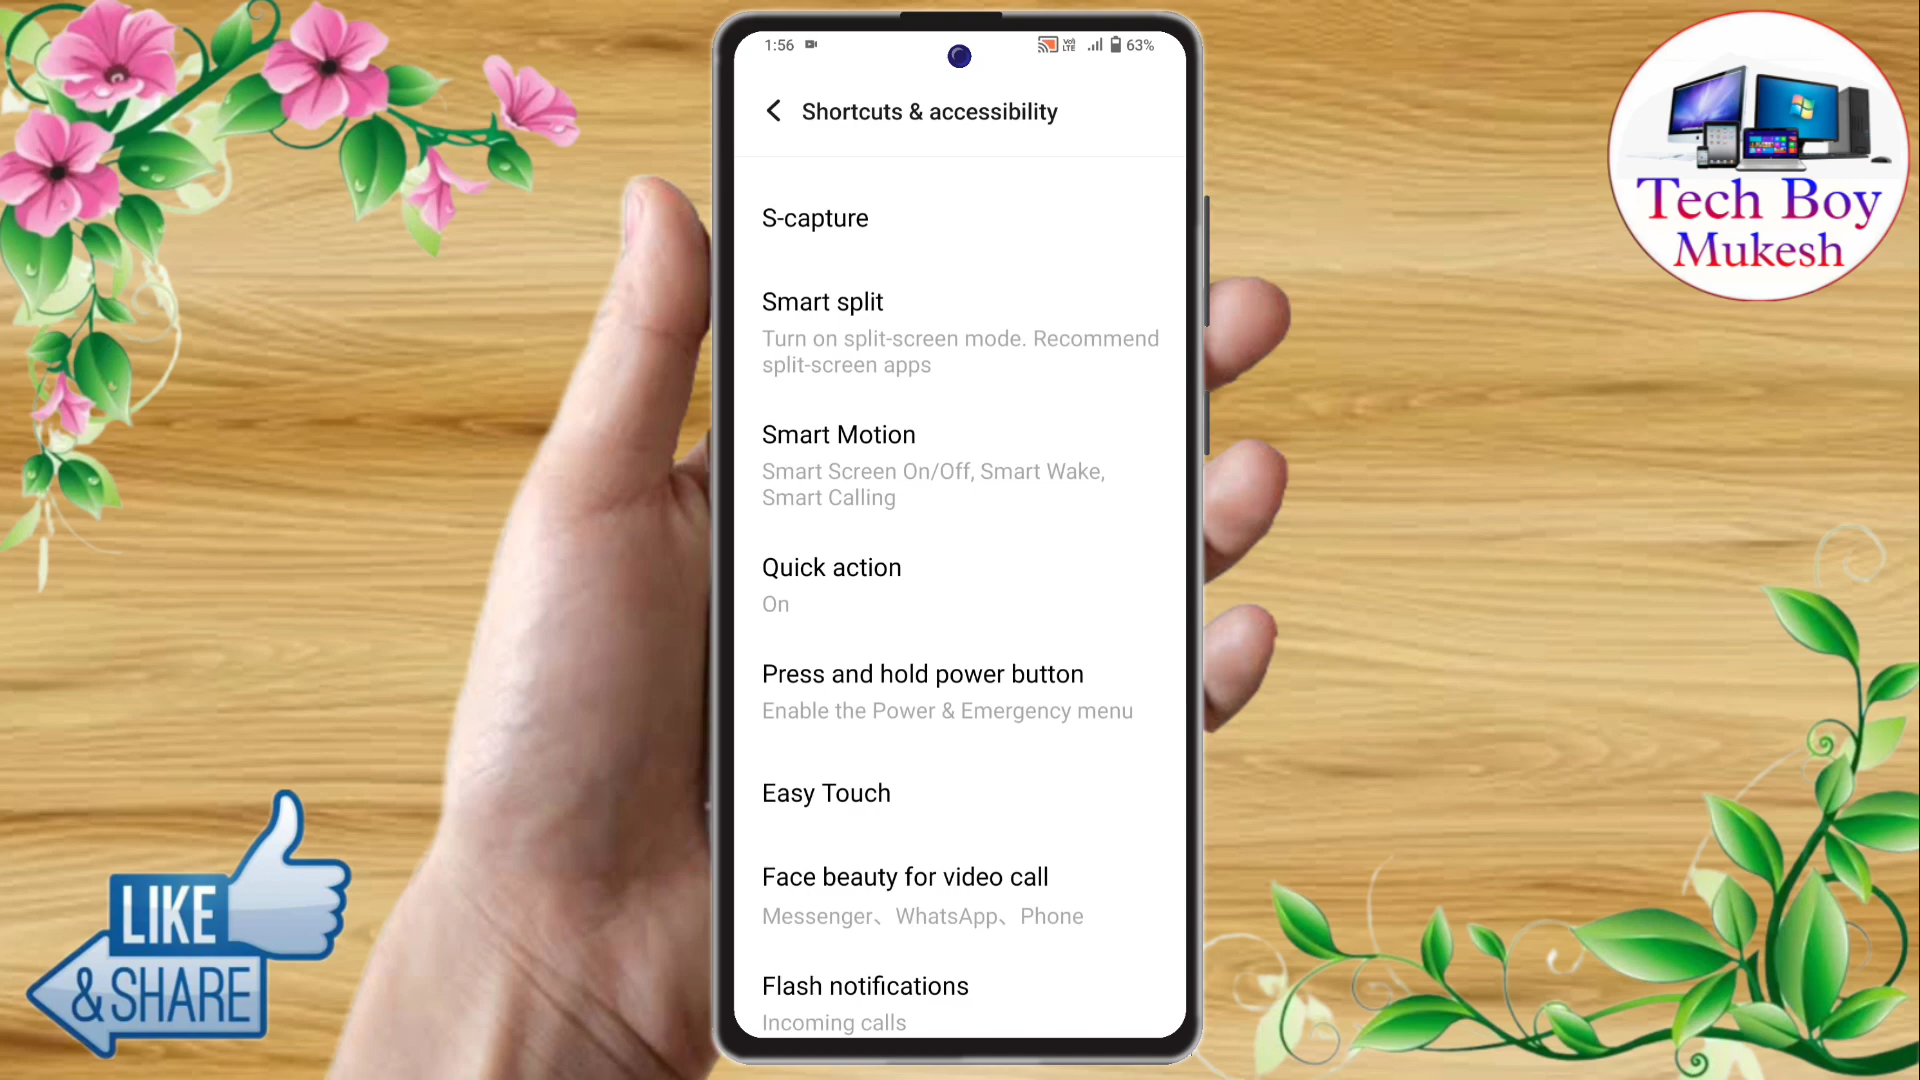 1:56
63%
Shortcuts & accessibility
S-capture
Smart split
Turn on split-screen mode. Recommend
split-screen apps
Smart Motion
Smart Screen On/Off, Smart Wake,
Smart Calling
Quick action
On
Press and hold power button
Enable the Power & Emergency menu
Easy Touch
Face beauty for video call
Messenger、WhatsApp、Phone
Flash notifications
Incoming calls
Tech Boy
Mukesh
LIKE
& SHARE